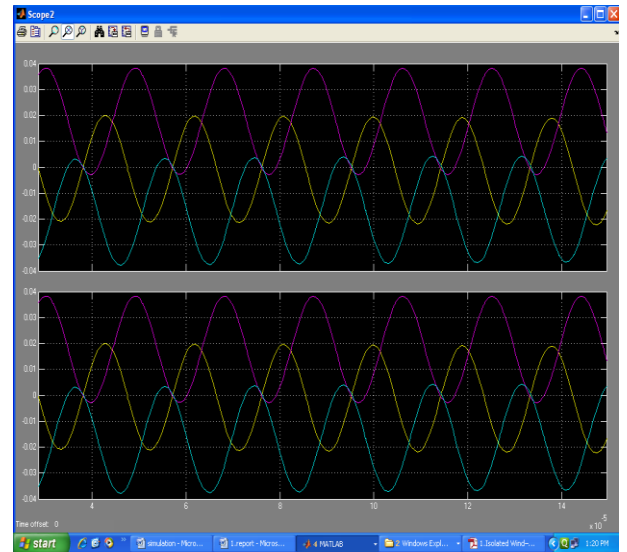 Scope2
0.04
0.03
0.02
0.01
0
-0.01
-0.02
-0.03
-0.04
0.04
0.03
0.02
0.01
0
-0.01
-0.02
-0.03
-0.04
4 6 8 10 12 14
Time offset: 0
x 10
-5
start
simulation - Micro...
1.report - Micros...
4 MATLAB
2 Windows Expl...
1.Isolated Wind-...
1:20 PM